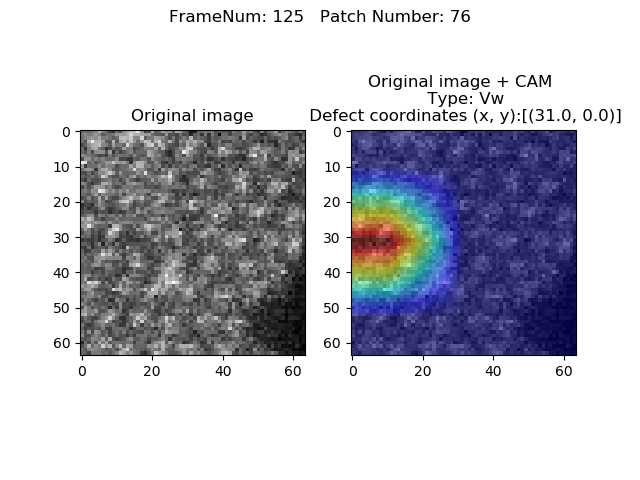 FrameNum: 125   Patch Number: 76
Original image
Original image + CAM
Type: Vw
Defect coordinates (x, y):[(31.0, 0.0)]
0
10
20
30
40
50
60
0 20 40 60
0
10
20
30
40
50
60
0 20 40 60